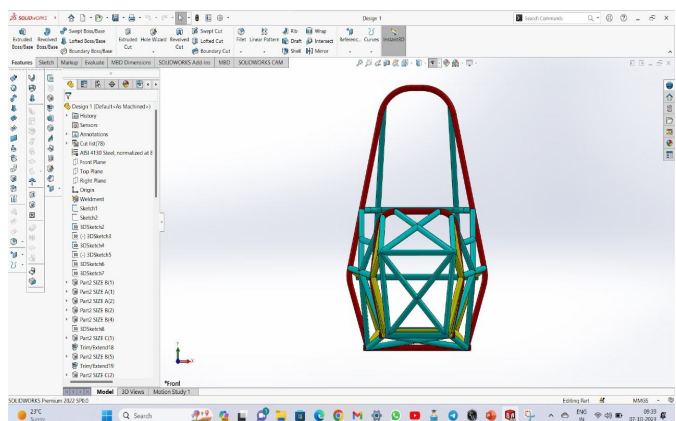 SOLIDWORKS
Design 1
Search Commands
Extruded Boss/Base
Revolved Boss/Base
Swept Boss/Base
Lofted Boss/Base
Boundary Boss/Base
Extruded Cut
Hole Wizard
Revolved Cut
Swept Cut
Lofted Cut
Boundary Cut
Fillet
Linear Pattern
Rib
Draft
Shell
Wrap
Intersect
Mirror
Referenc...
Curves
Instant3D
Features
Sketch
Markup
Evaluate
MBD Dimensions
SOLIDWORKS Add-Ins
MBD
SOLIDWORKS CAM
Design 1 (Default<As Machined>)
History
Sensors
Annotations
Cut list(78)
AISI 4130 Steel, normalized at 8
Front Plane
Top Plane
Right Plane
Origin
Weldment
Sketch1
Sketch2
3DSketch2
(-) 3DSketch3
3DSketch4
(-) 3DSketch5
3DSketch6
3DSketch7
Part2 SIZE B(1)
Part2 SIZE A(1)
Part2 SIZE A(2)
Part2 SIZE B(2)
Part2 SIZE B(4)
3DSketch8
Part2 SIZE C(1)
Trim/Extend18
Part2 SIZE B(5)
Trim/Extend19
Part2 SIZE C(2)
*Front
Model
3D Views
Motion Study 1
SOLIDWORKS Premium 2022 SP0.0
Editing Part
MMGS
23°C
Sunny
Search
ENG
IN
09:39
07-10-2023